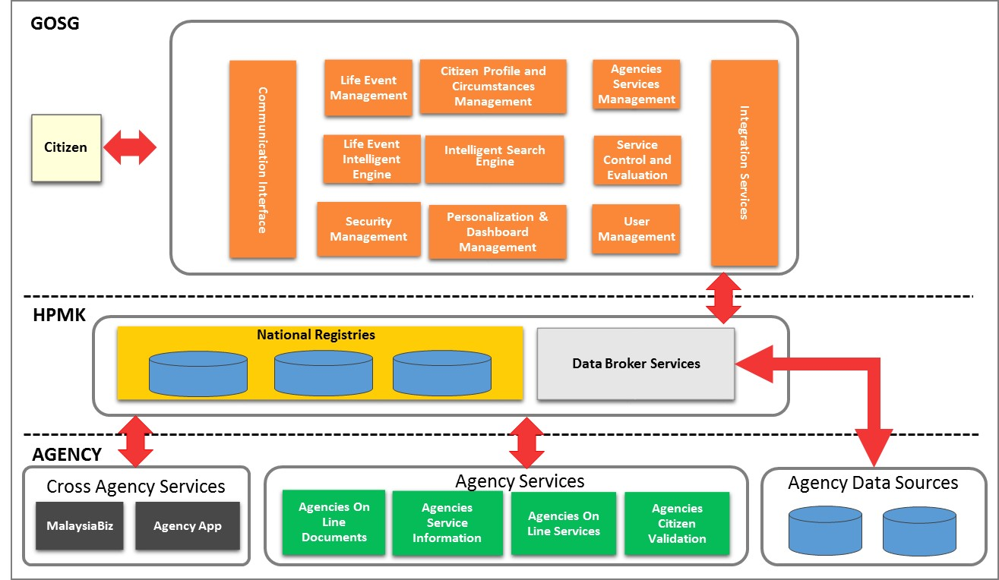 GOSG
Citizen
Communication Interface
Life Event
Management
Citizen Profile and
Circumstances
Management
Agencies
Services
Management
Life Event
Intelligent
Engine
Intelligent Search
Engine
Service
Control and
Evaluation
Security
Management
Personalization &
Dashboard
Management
User
Management
Integration Services
HPMK
National Registries
Data Broker Services
AGENCY
Cross Agency Services
MalaysiaBiz
Agency App
Agency Services
Agencies On
Line
Documents
Agencies
Service
Information
Agencies On
Line Services
Agencies
Citizen
Validation
Agency Data Sources